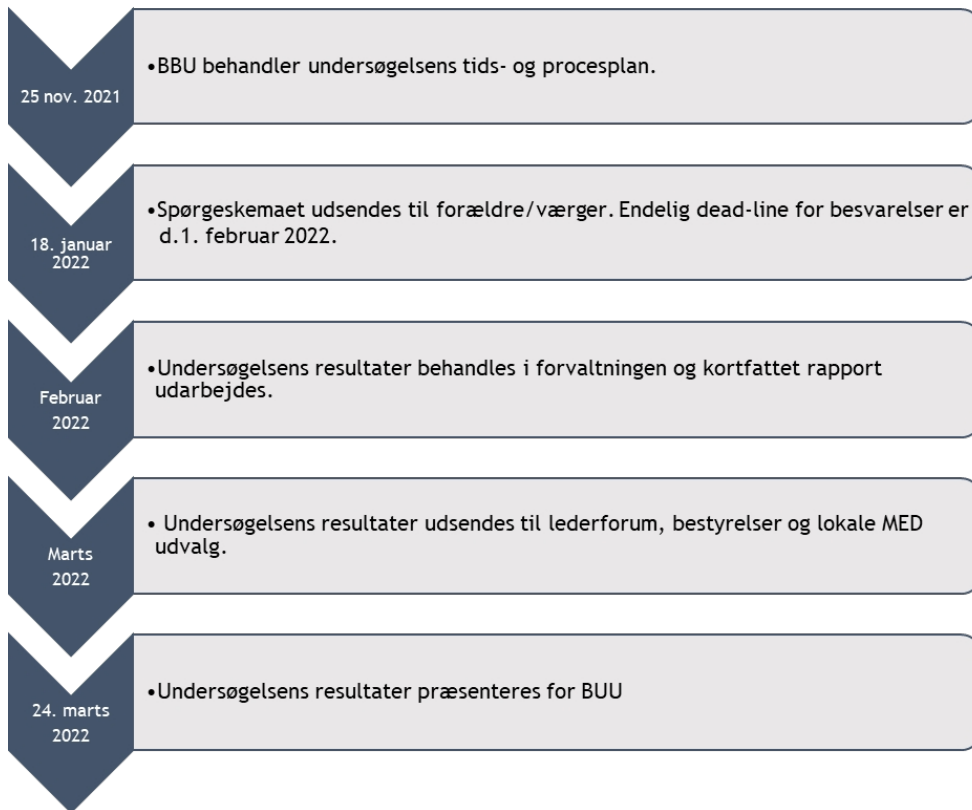 25 nov. 2021
•BBU behandler undersøgelsens tids- og procesplan.
18. januar
2022
•Spørgeskemaet udsendes til forældre/værger. Endelig dead-line for besvarelser er
d.1. februar 2022.
Februar
2022
•Undersøgelsens resultater behandles i forvaltningen og kortfattet rapport
udarbejdes.
Marts
2022
• Undersøgelsens resultater udsendes til lederforum, bestyrelser og lokale MED
udvalg.
24. marts
2022
•Undersøgelsens resultater præsenteres for BUU